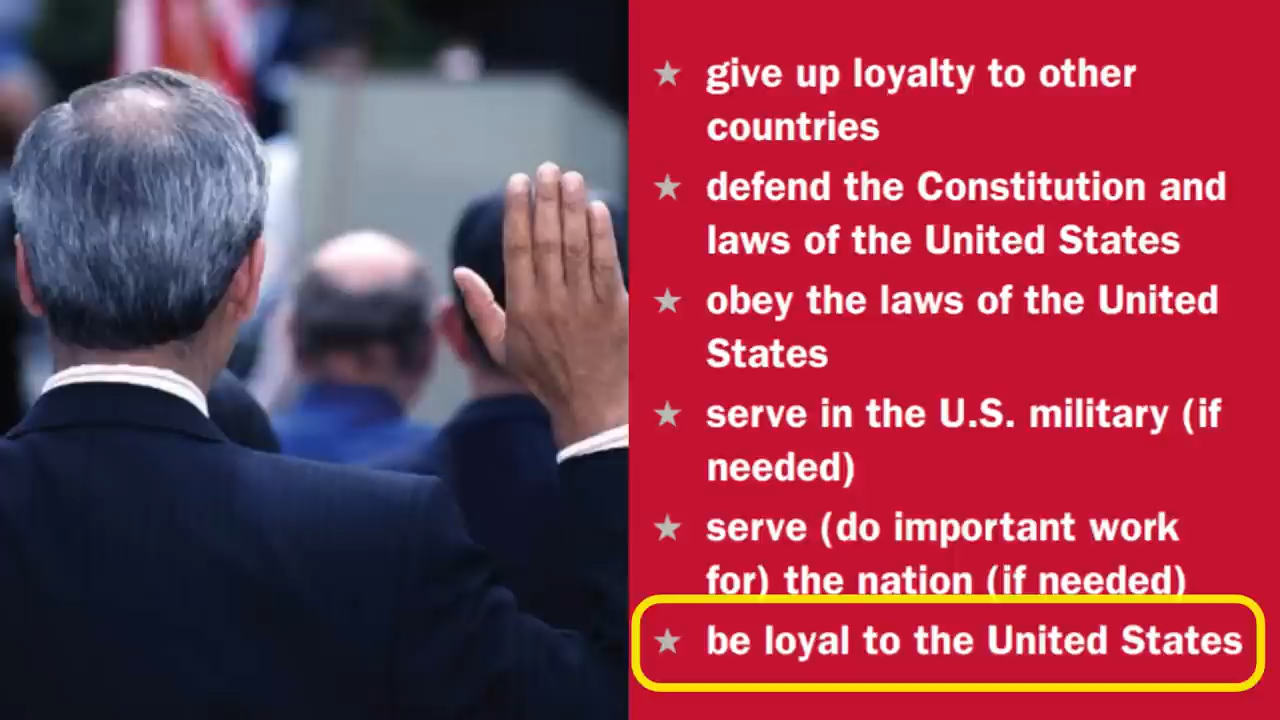 give up loyalty to other
countries
defend the Constitution and
laws of the United States
obey the laws of the United
States
serve in the U.S. military (if
needed)
serve (do important work
for) the nation (if needed)
be loyal to the United States